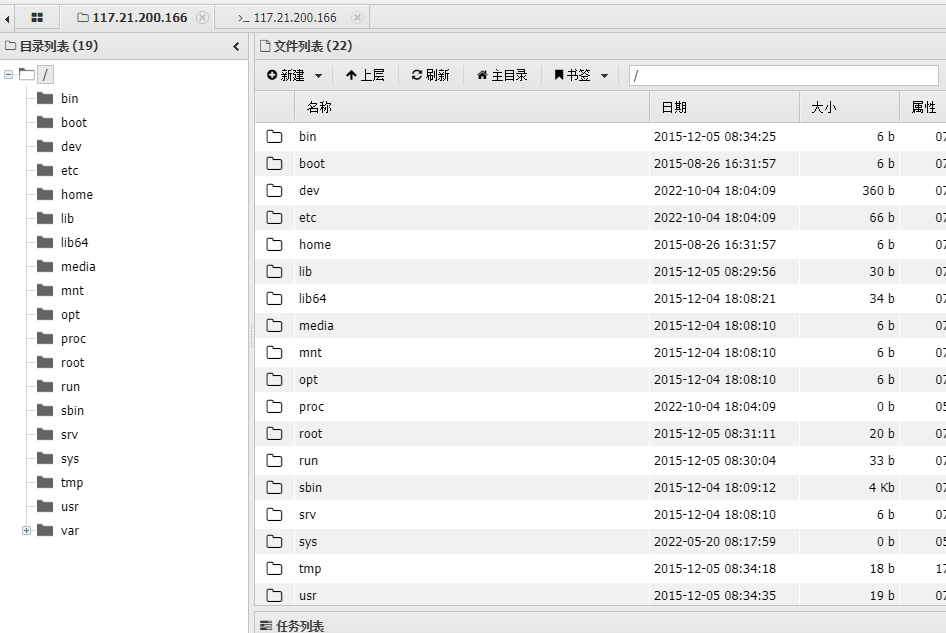 117.21.200.166
>_ 117.21.200.166
目录列表 (19)
/
bin
boot
dev
etc
home
lib
lib64
media
mnt
opt
proc
root
run
sbin
srv
sys
tmp
usr
var
文件列表 (22)
新建 上层 刷新 主目录 书签 /
名称 日期 大小 属性
bin 2015-12-05 08:34:25 6 b 07
boot 2015-08-26 16:31:57 6 b 07
dev 2022-10-04 18:04:09 360 b 07
etc 2022-10-04 18:04:09 66 b 07
home 2015-08-26 16:31:57 6 b 07
lib 2015-12-05 08:29:56 30 b 07
lib64 2015-12-04 18:08:21 34 b 07
media 2015-12-04 18:08:10 6 b 07
mnt 2015-12-04 18:08:10 6 b 07
opt 2015-12-04 18:08:10 6 b 07
proc 2022-10-04 18:04:09 0 b 05
root 2015-12-05 08:31:11 20 b 07
run 2015-12-05 08:30:04 33 b 07
sbin 2015-12-04 18:09:12 4 Kb 07
srv 2015-12-04 18:08:10 6 b 07
sys 2022-05-20 08:17:59 0 b 05
tmp 2015-12-05 08:34:18 18 b 17
usr 2015-12-05 08:34:35 19 b 07
任务列表